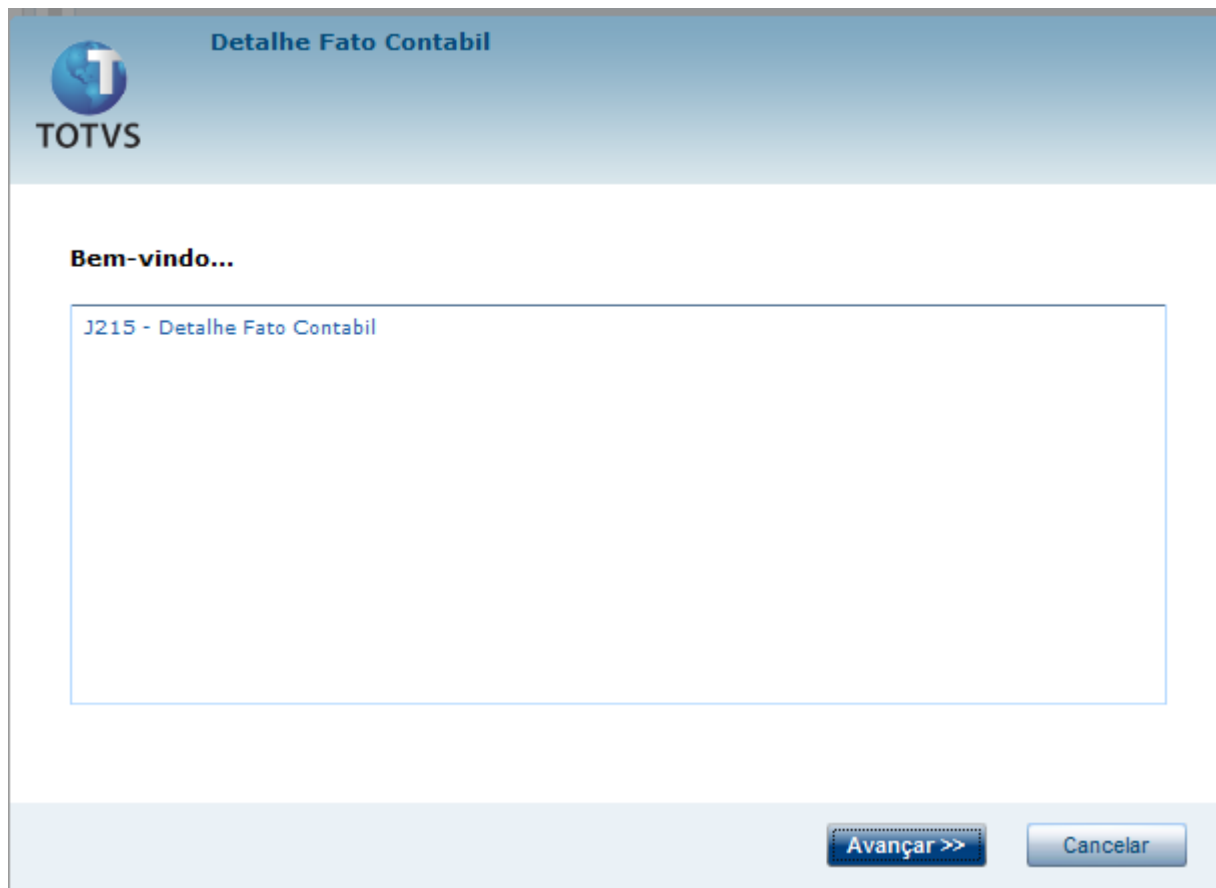 Detalhe Fato Contabil
T
TOTVS
Bem-vindo...
J215 - Detalhe Fato Contabil
Avançar >>
Cancelar